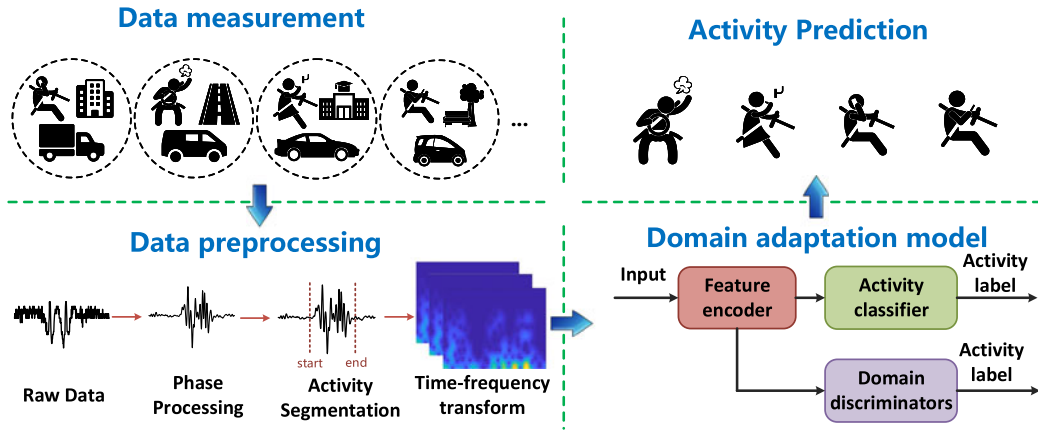 Data measurement
...
Activity Prediction
Data preprocessing
start
end
Raw Data
Phase
Processing
Activity
Segmentation
Time-frequency
transform
Domain adaptation model
Input
Feature
encoder
Activity
classifier
Activity
label
Domain
discriminators
Activity
label